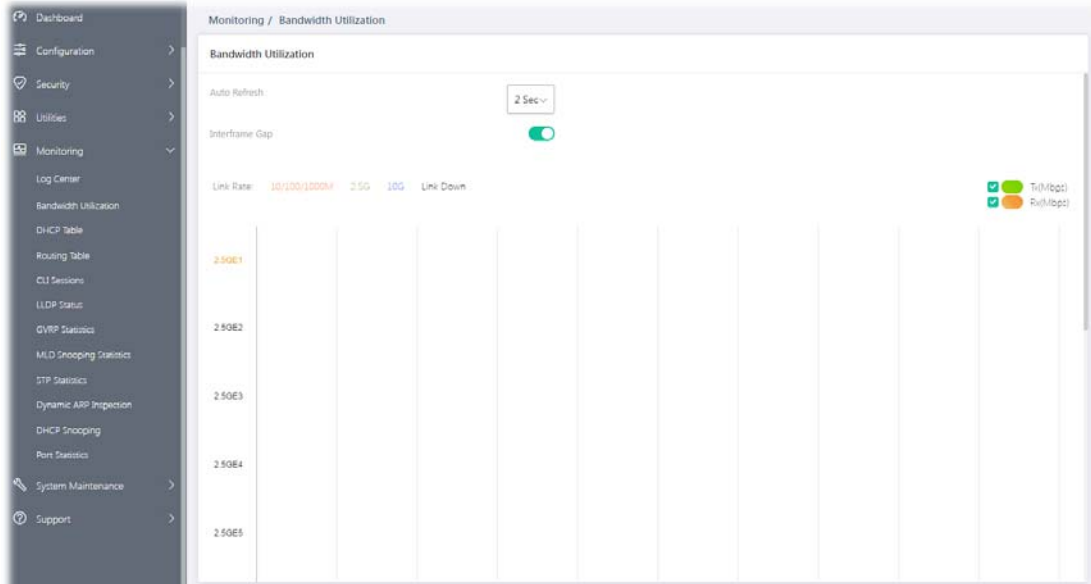 Dashboard
Configuration
Security
Utilities
Monitoring
Log Center
Bandwidth Utilization
DHCP Table
Routing Table
CLI Sessions
LLDP Status
GVRP Statistics
MLD Snooping Statistics
STP Statistics
Dynamic ARP Inspection
DHCP Snooping
Port Statistics
System Maintenance
Support
Monitoring / Bandwidth Utilization
Bandwidth Utilization
Auto Refresh
2 Sec
Interframe Gap
Link Rate: 10/100/1000M 2.5G 10G Link Down
Tx(Mbps)
Rx(Mbps)
2.5GE1
2.5GE2
2.5GE3
2.5GE4
2.5GE5